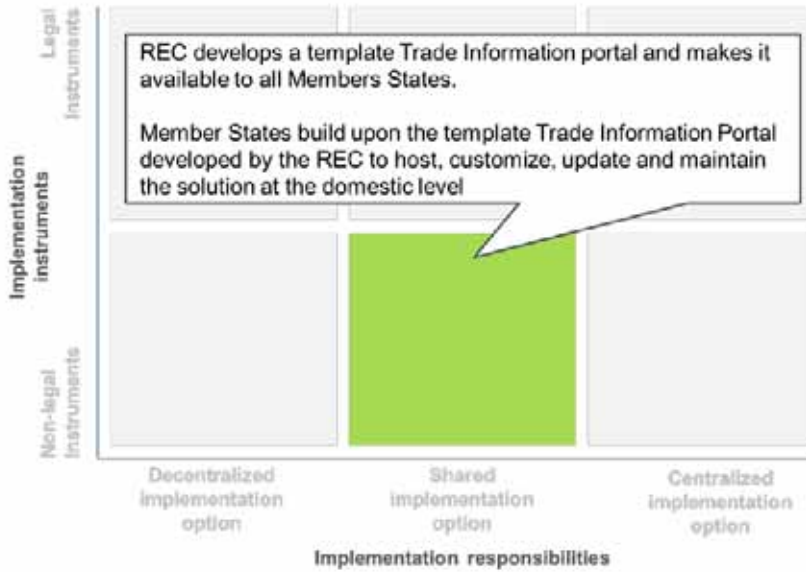 Legal
Instruments
REC develops a template Trade Information portal and makes it
available to all Members States.
Member States build upon the template Trade Information Portal
developed by the REC to host, customize, update and maintain
the solution at the domestic level
Implementation
instruments
Non-legal
Instruments
Decentralized
implementation
option
Shared
implementation
option
Centralized
implementation
option
Implementation responsibilities